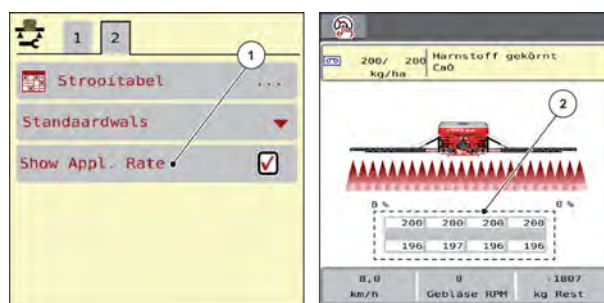 1 2
1
Strooitabel ...
Standaardwals
Show Appl. Rate
200/ 200 Harnstoff gekörnt
kg/ha CaO
2
0 % 0 %
200 200 200 200
196 197 196 196
8,0 0 -1807
km/h Gebläse RPM kg Rest